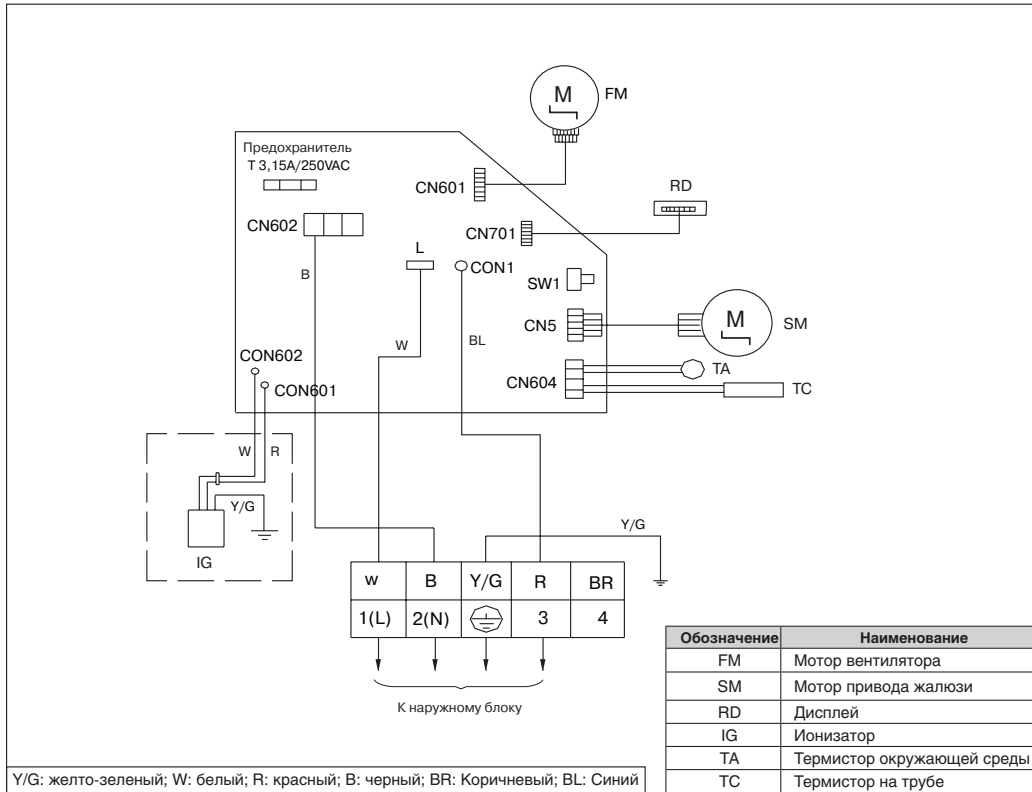 M
FM
Предохранитель
T 3,15A/250VAC
CN601
RD
CN602
CN701
L
CON1
B
SW1
CN5
M
SM
W
BL
CON602
TA
CN604
CON601
TC
W
R
Y/G
IG
Y/G
w B Y/G R BR
1(L) 2(N) 3 4
К наружному блоку
Обозначение Наименование
FM Мотор вентилятора
SM Мотор привода жалюзи
RD Дисплей
IG Ионизатор
TA Термистор окружающей среды
TC Термистор на трубе
Y/G: желто-зеленый; W: белый; R: красный; B: черный; BR: Коричневый; BL: Синий